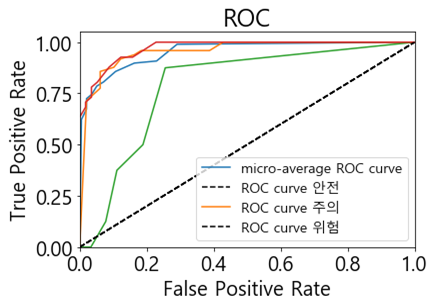 ROC
True Positive Rate
1.00
0.75
0.50
0.25
0.00
micro-average ROC curve
ROC curve 안전
ROC curve 주의
ROC curve 위험
0.0 0.2 0.4 0.6 0.8 1.0
False Positive Rate